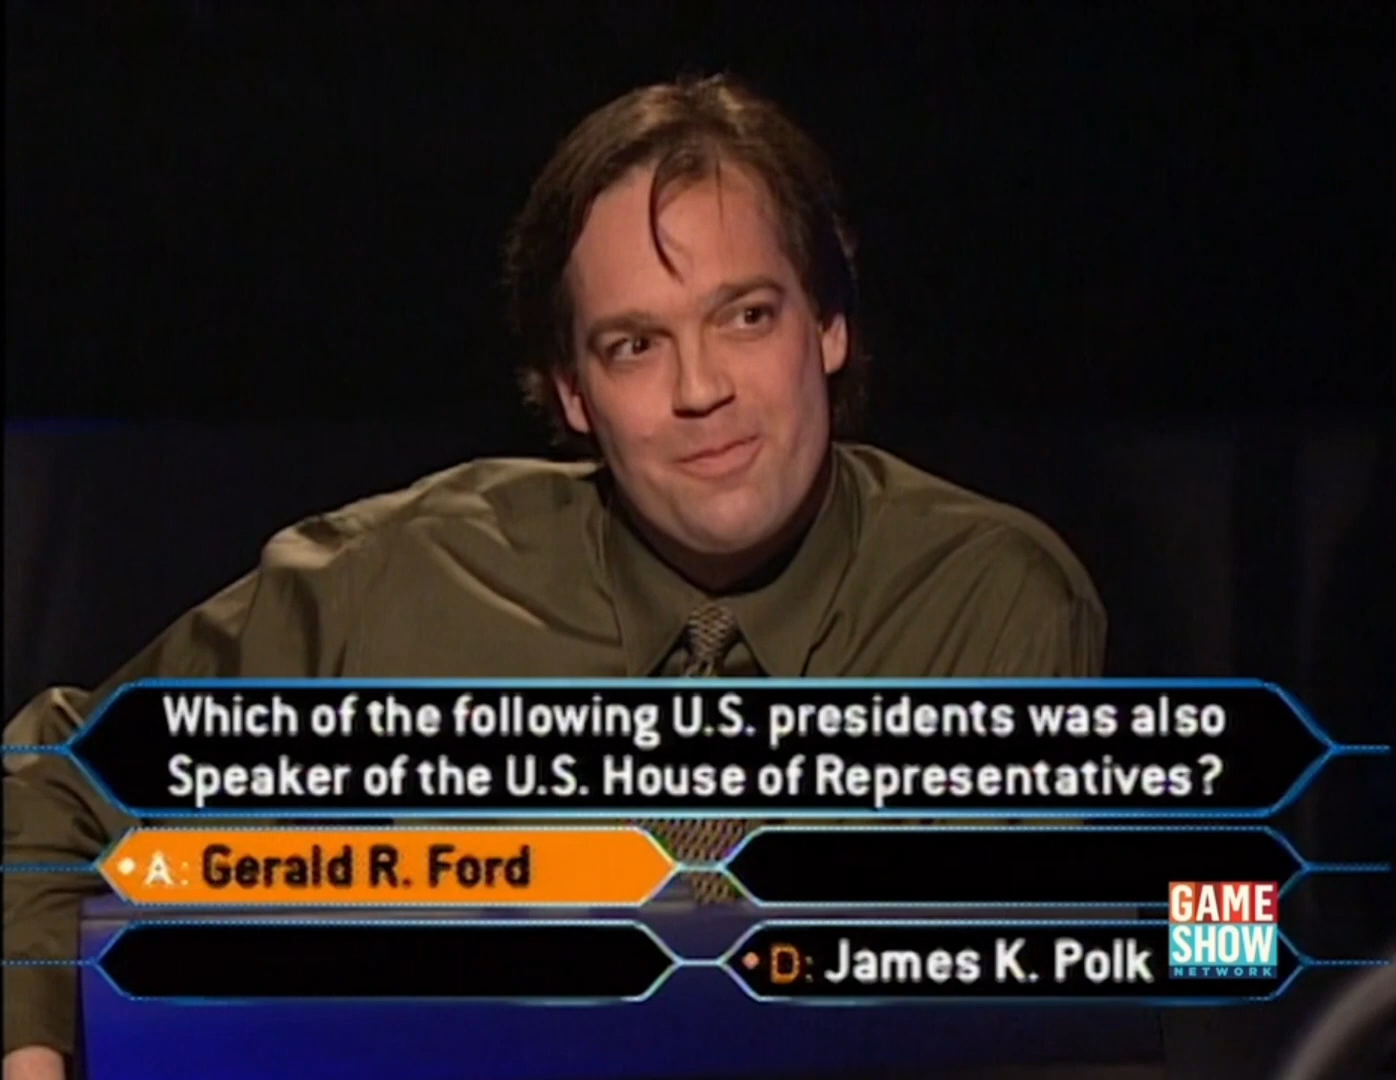 Which of the following U.S. presidents was also
Speaker of the U.S. House of Representatives?
A: Gerald R. Ford
D: James K. Polk
GAME
SHOW
NETWORK